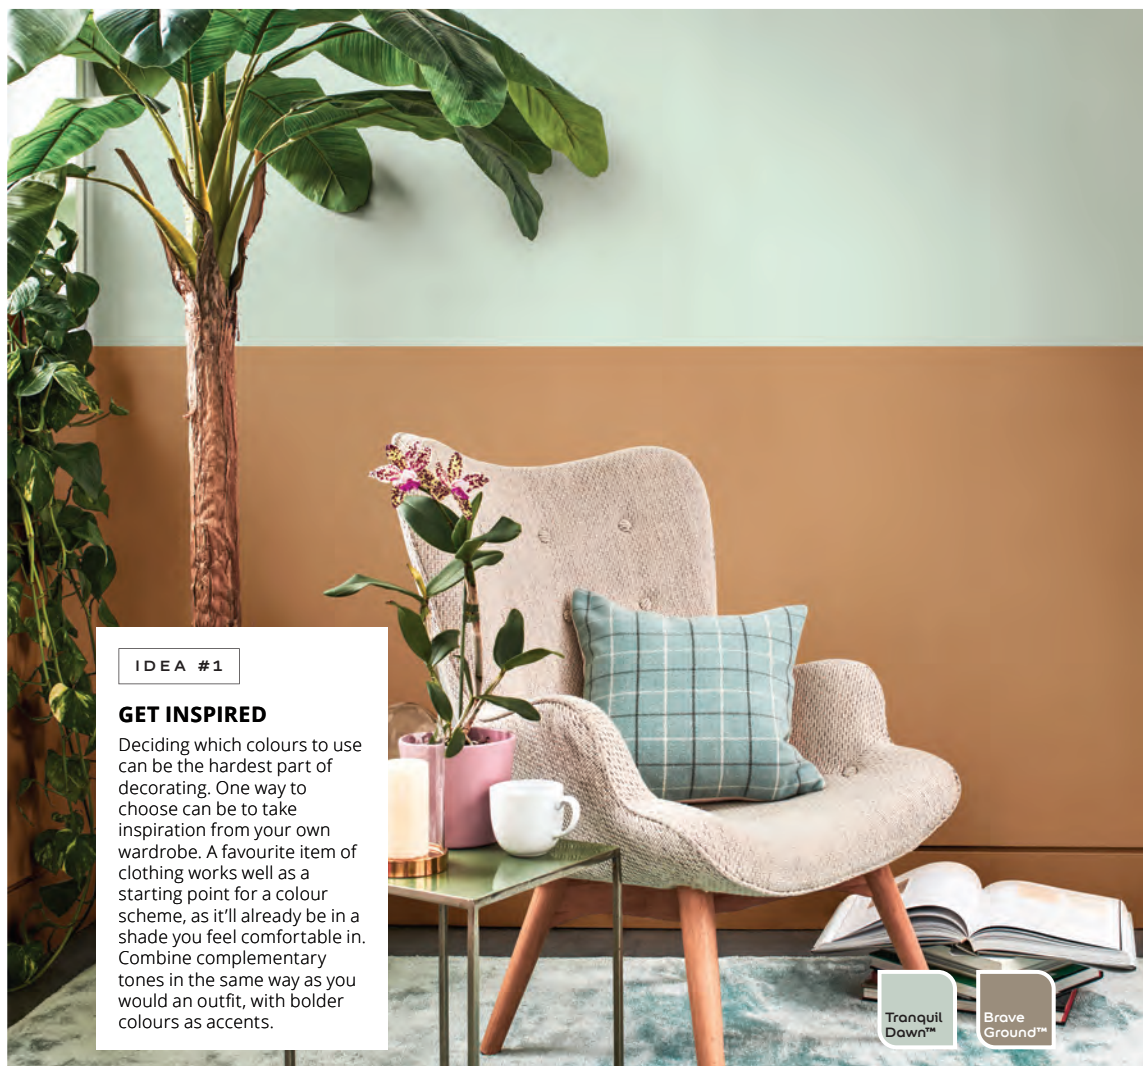 IDEA #1
GET INSPIRED
Deciding which colours to use
can be the hardest part of
decorating. One way to
choose can be to take
inspiration from your own
wardrobe. A favourite item of
clothing works well as a
starting point for a colour
scheme, as it’ll already be in a
shade you feel comfortable in.
Combine complementary
tones in the same way as you
would an outfit, with bolder
colours as accents.
Tranquil
Dawn™
Brave
Ground™